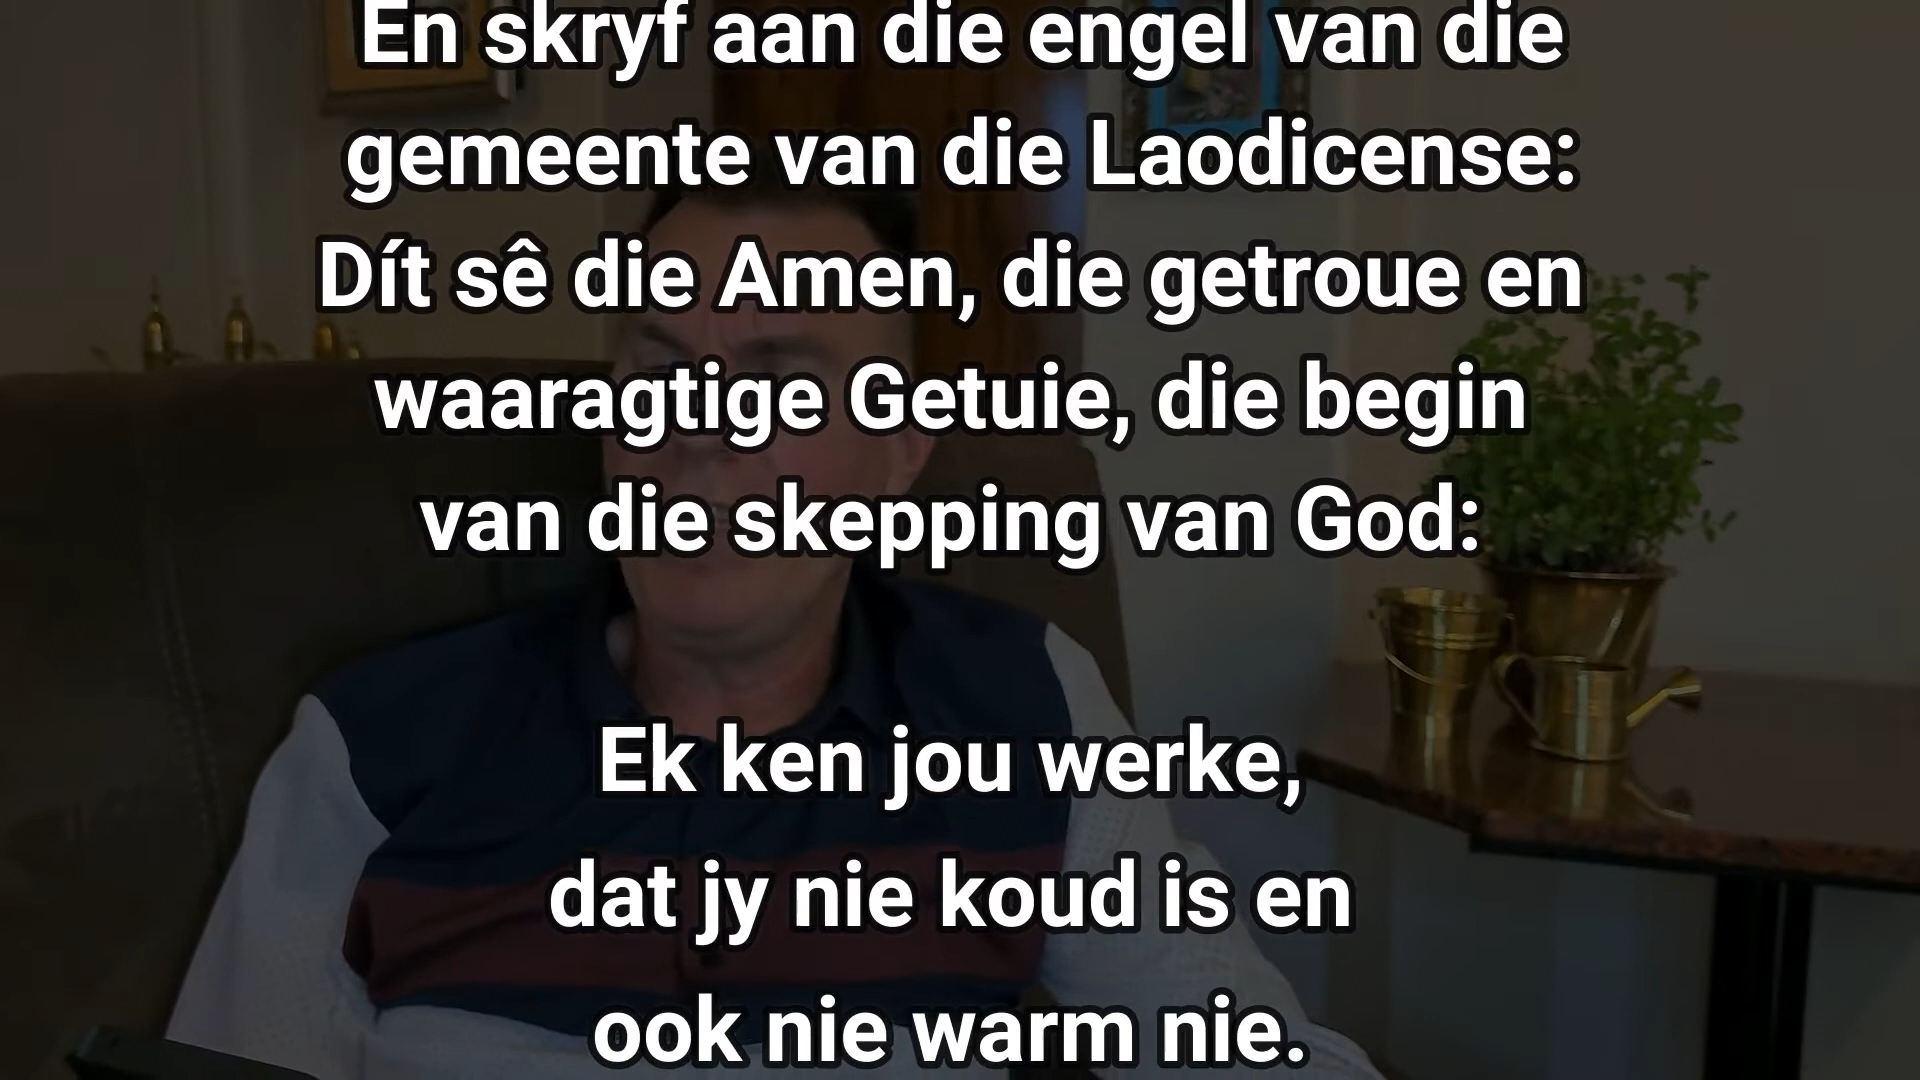 En skryf aan die engel van die
gemeente van die Laodicense:
Dít sê die Amen, die getroue en
waaragtige Getuie, die begin
van die skepping van God:
Ek ken jou werke,
dat jy nie koud is en
ook nie warm nie.